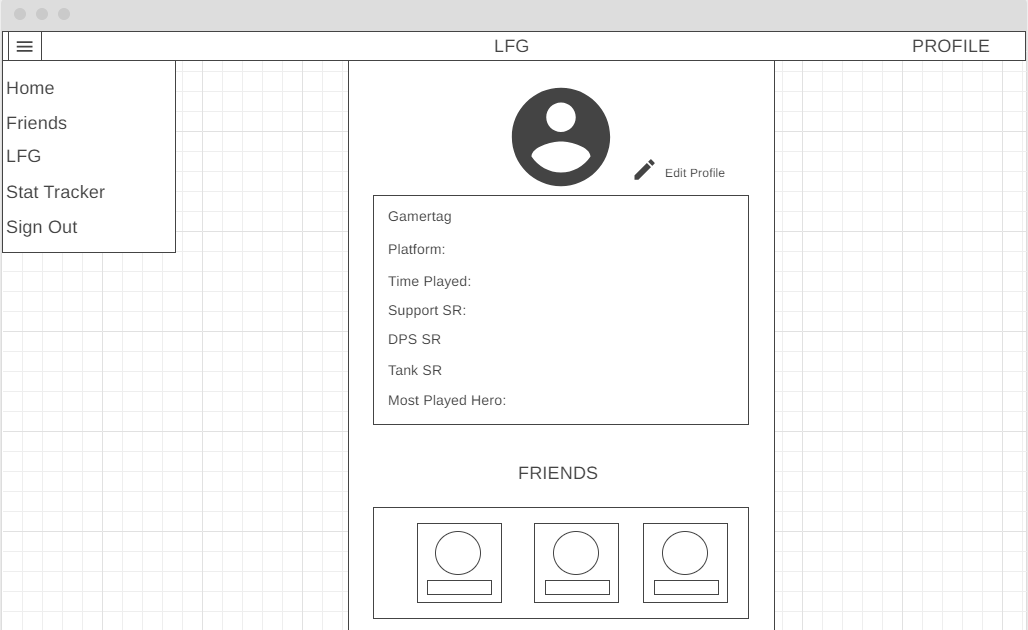 LFG
PROFILE
Home
Friends
LFG
Stat Tracker
Sign Out
Edit Profile
Gamertag
Platform:
Time Played:
Support SR:
DPS SR
Tank SR
Most Played Hero:
FRIENDS